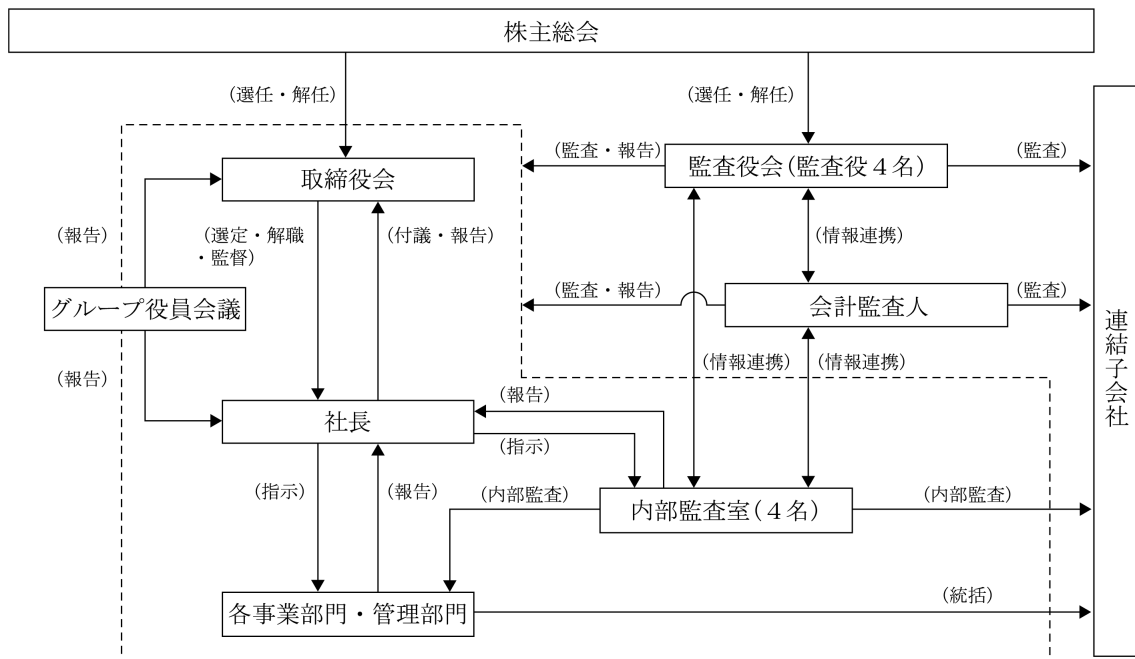 株主総会
(選任・解任)
(選任・解任)
取締役会
(監査・報告)
監査役会(監査役４名)
(監査)
(報告)
(選定・解職
・監督)
(付議・報告)
(情報連携)
グループ役員会議
(監査・報告)
会計監査人
(監査)
連結子会社
(報告)
(情報連携)
(情報連携)
社長
(報告)
(指示)
(指示)
(報告)
(内部監査)
内部監査室(４名)
(内部監査)
各事業部門・管理部門
(統括)